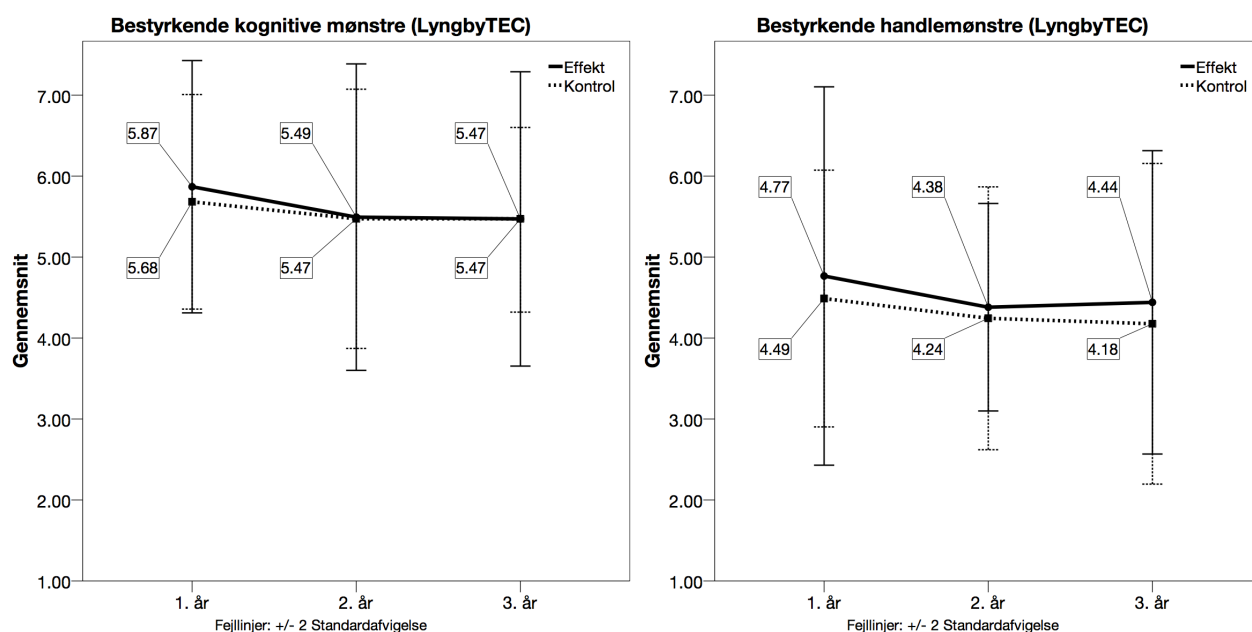 Bestyrkende kognitive mønstre (LyngbyTEC)
Effekt
Kontrol
Gennemsnit
7.00
6.00
5.00
4.00
3.00
2.00
1.00
5.87
5.49
5.47
5.68
5.47
5.47
1. år
2. år
3. år
Fejllinjer: +/- 2 Standardafvigelse
Bestyrkende handlemønstre (LyngbyTEC)
Effekt
Kontrol
Gennemsnit
7.00
6.00
5.00
4.00
3.00
2.00
1.00
4.77
4.38
4.44
4.49
4.24
4.18
1. år
2. år
3. år
Fejllinjer: +/- 2 Standardafvigelse